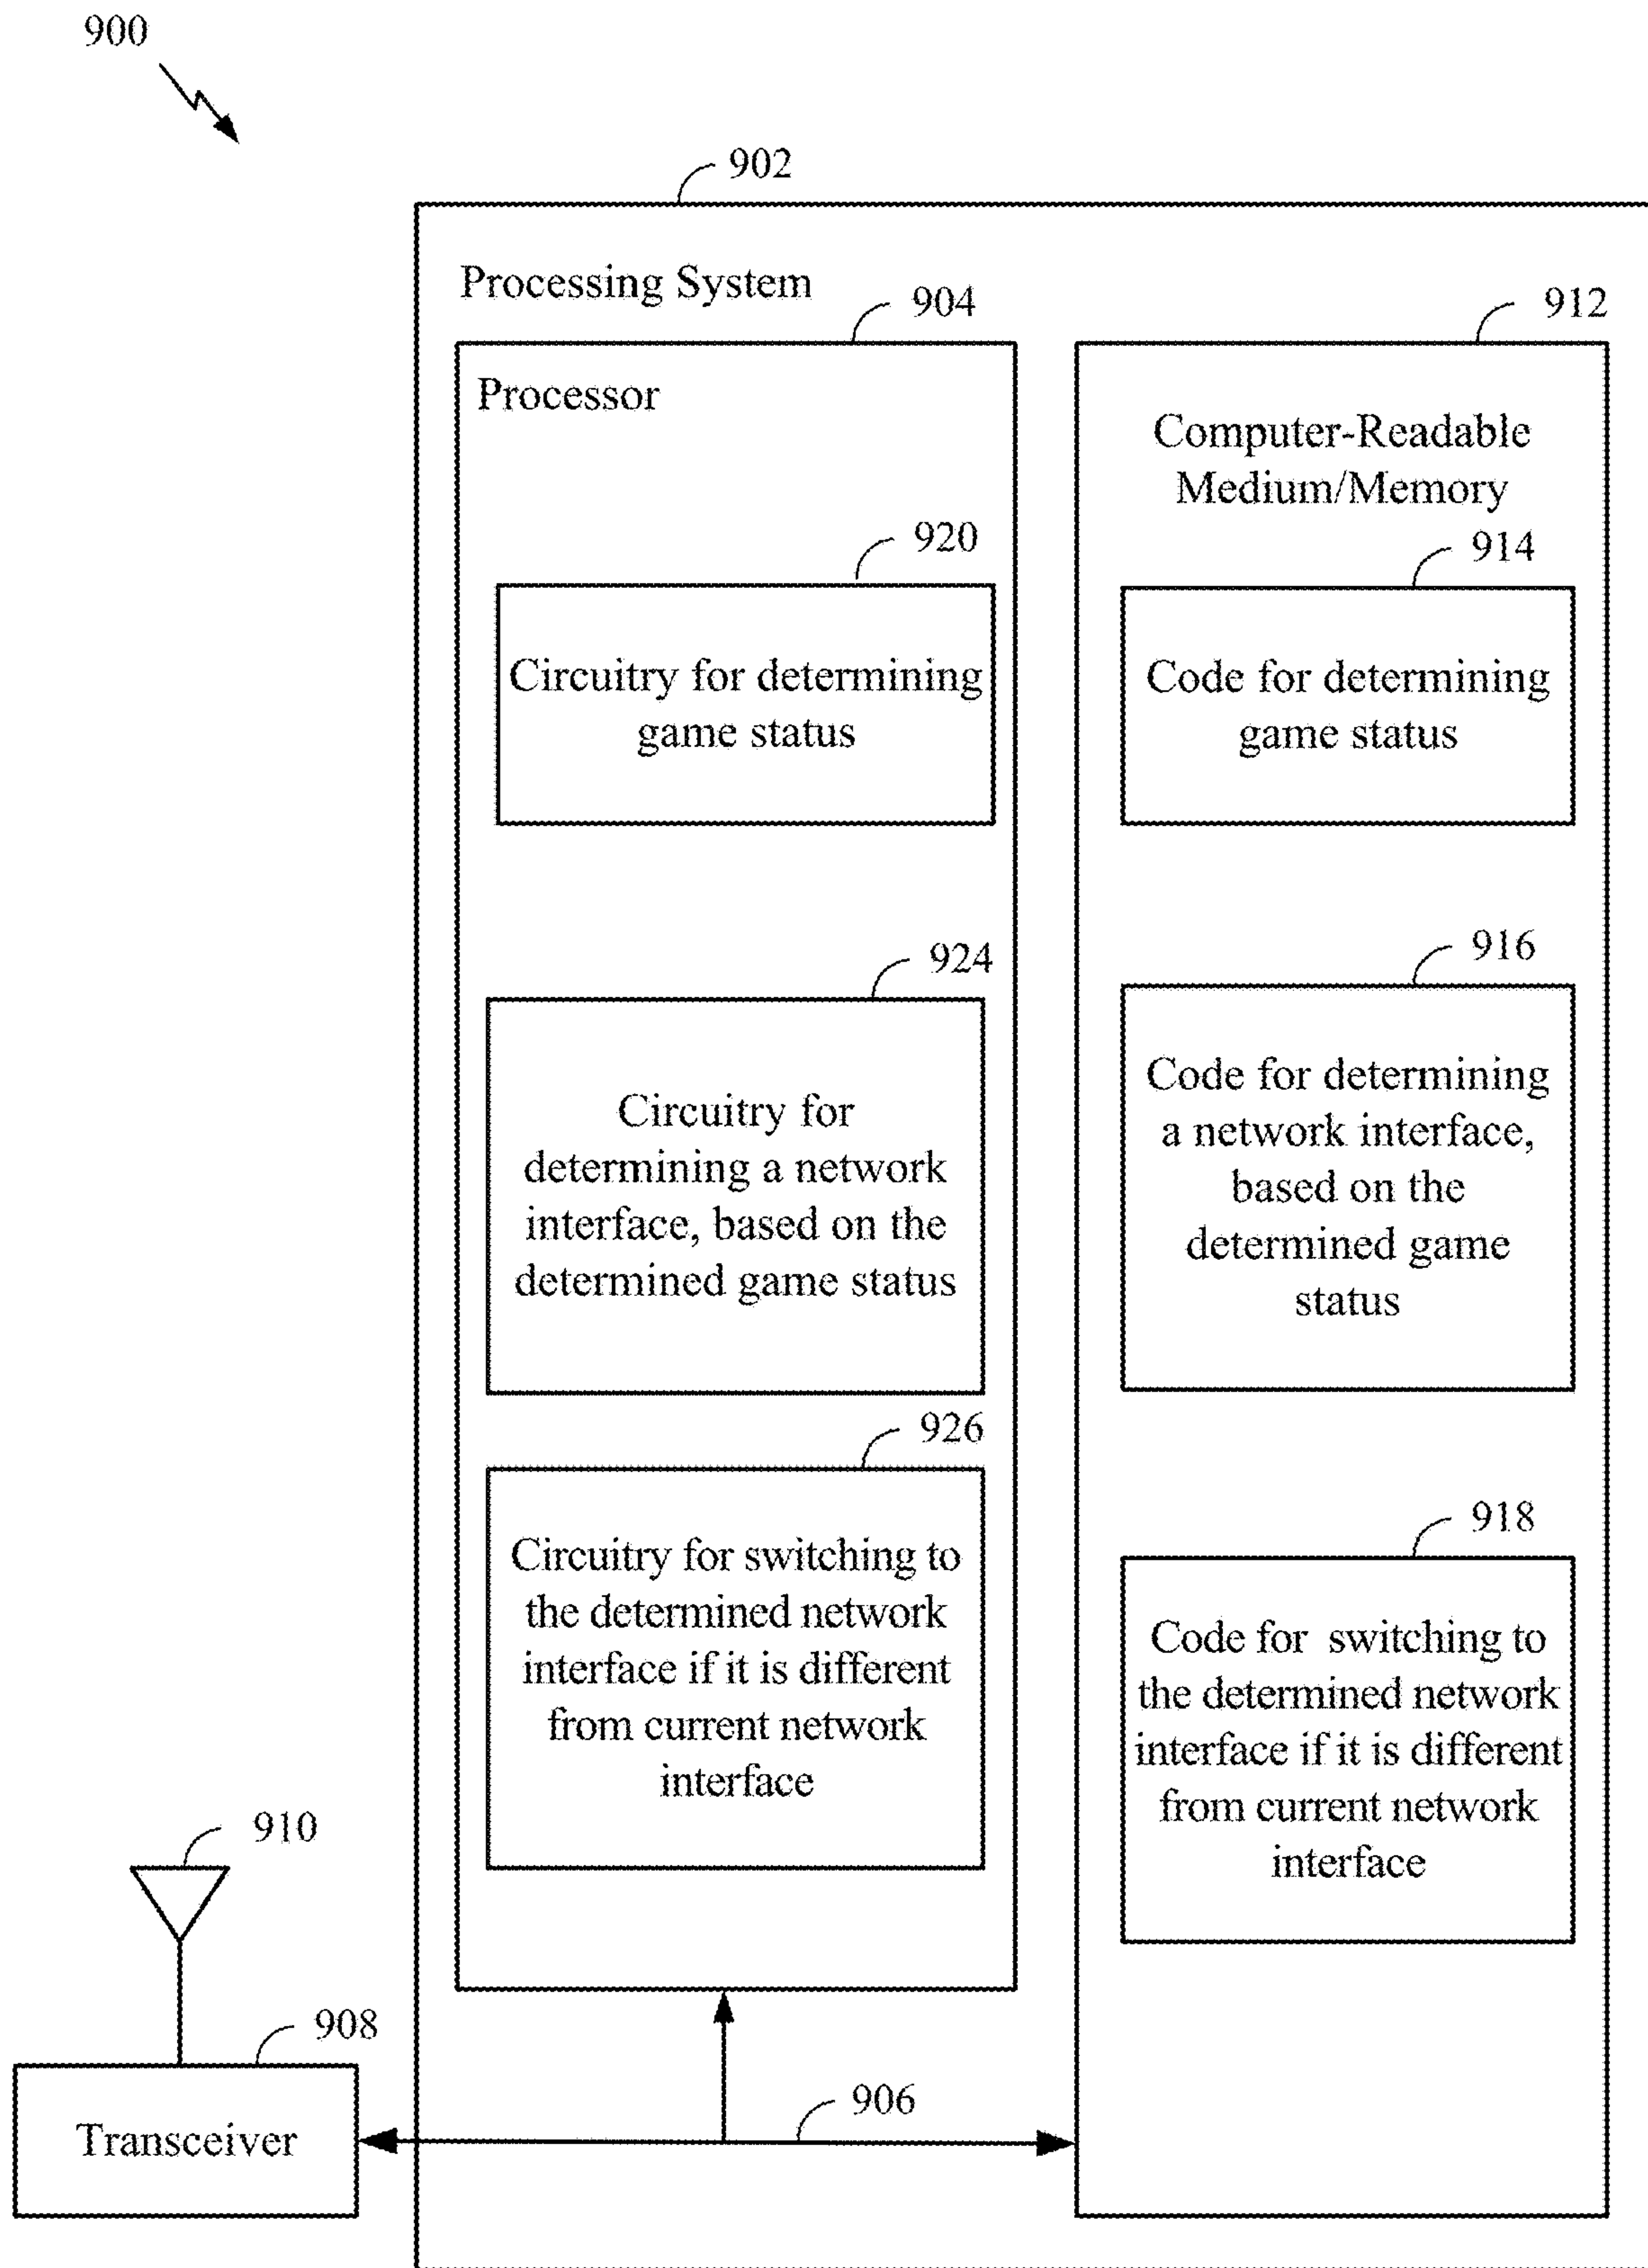 900
902
Processing System
904
Processor
920
Circuitry for determining
game status
924
Circuitry for
determining a network
interface, based on the
determined game status
926
Circuitry for switching to
the determined network
interface if it is different
from current network
interface
912
Computer-Readable
Medium/Memory
914
Code for determining
game status
916
Code for determining
a network interface,
based on the
determined game
status
918
Code for switching to
the determined network
interface if it is different
from current network
interface
910
908
Transceiver
906